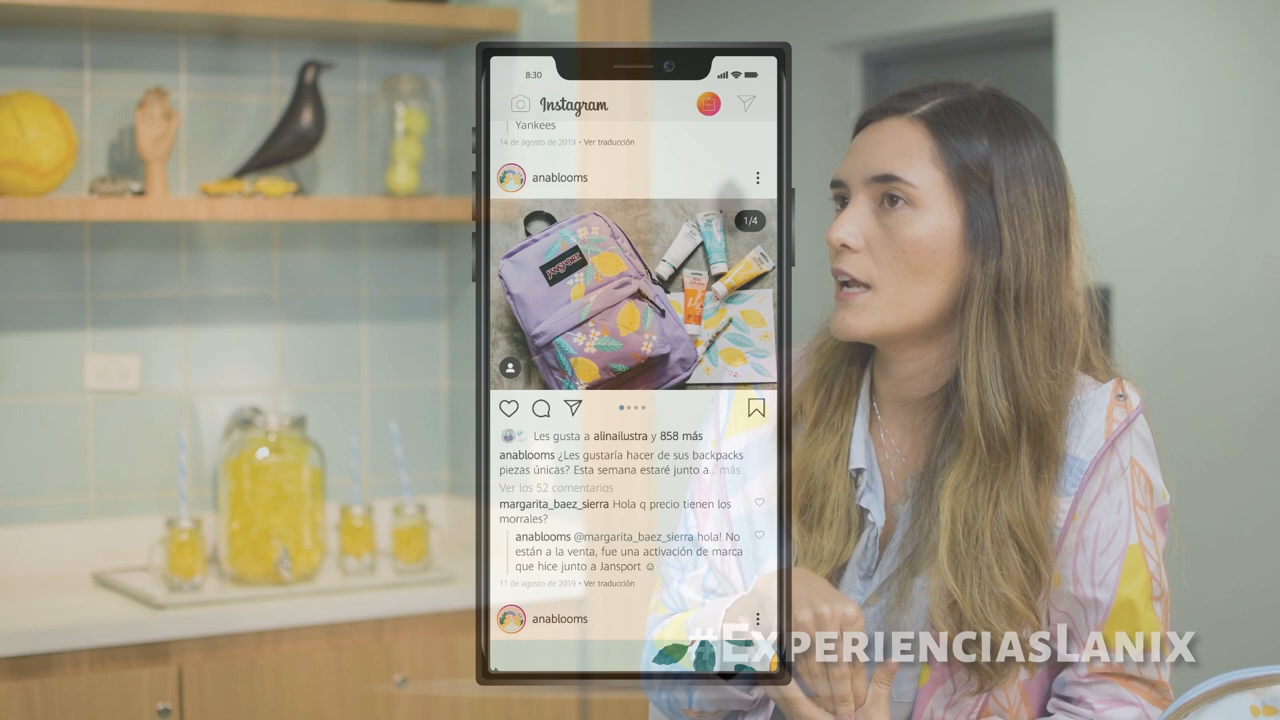 8:30
Instagram
Yankees
14 de agosto de 2019 • Ver traducción
anablooms
1/4
JANSPORT
Les gusta a alinailustra y 858 más
anablooms ¿Les gustaría hacer de sus backpacks
piezas únicas? Esta semana estaré junto a... más
Ver los 52 comentarios
margarita_baez_sierra Hola q precio tienen los
morrales?
anablooms @margarita_baez_sierra hola! No
están a la venta, fue una activación de marca
que hice junto a Jansport ☺
11 de agosto de 2019 • Ver traducción
anablooms
#ExperienciasLanix